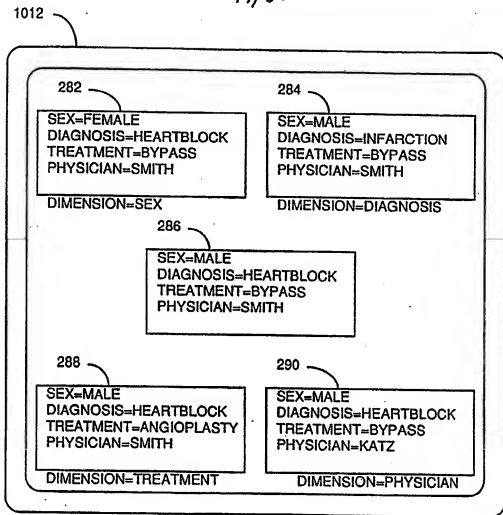 1012
282
SEX=FEMALE
DIAGNOSIS=HEARTBLOCK
TREATMENT=BYPASS
PHYSICIAN=SMITH
DIMENSION=SEX
284
SEX=MALE
DIAGNOSIS=INFARCTION
TREATMENT=BYPASS
PHYSICIAN=SMITH
DIMENSION=DIAGNOSIS
286
SEX=MALE
DIAGNOSIS=HEARTBLOCK
TREATMENT=BYPASS
PHYSICIAN=SMITH
288
SEX=MALE
DIAGNOSIS=HEARTBLOCK
TREATMENT=ANGIOPLASTY
PHYSICIAN=SMITH
DIMENSION=TREATMENT
290
SEX=MALE
DIAGNOSIS=HEARTBLOCK
TREATMENT=BYPASS
PHYSICIAN=KATZ
DIMENSION=PHYSICIAN